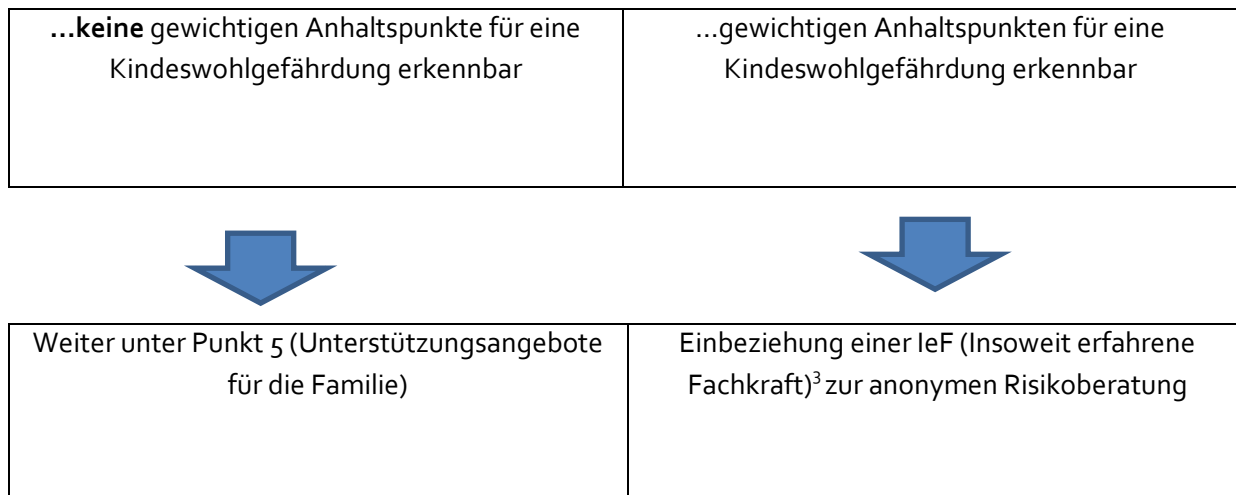 ...keine gewichtigen Anhaltspunkte für eine
Kindeswohlgefährdung erkennbar
...gewichtigen Anhaltspunkten für eine
Kindeswohlgefährdung erkennbar
Weiter unter Punkt 5 (Unterstützungsangebote
für die Familie)
Einbeziehung einer IeF (Insoweit erfahrene
Fachkraft)³ zur anonymen Risikoberatung